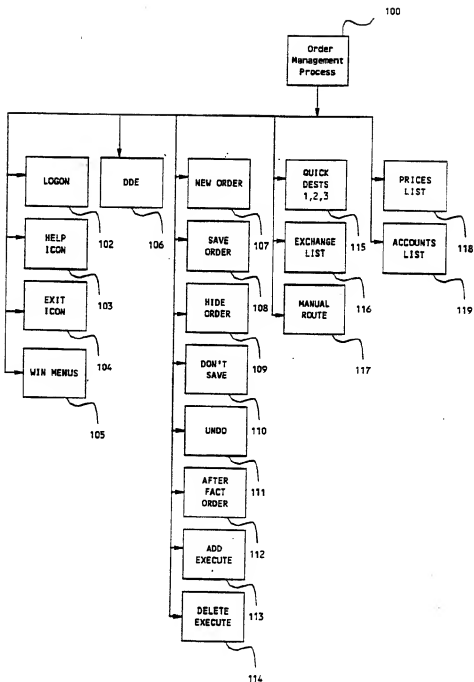 100
Order
Management
Process
LOGON
102
HELP
ICON
103
EXIT
ICON
104
WIN MENUS
105
DDE
106
NEW ORDER
107
SAVE
ORDER
108
HIDE
ORDER
109
DON'T
SAVE
110
UNDO
111
AFTER
FACT
ORDER
112
ADD
EXECUTE
113
DELETE
EXECUTE
114
QUICK
DESTS
1,2,3
115
EXCHANGE
LIST
116
MANUAL
ROUTE
117
PRICES
LIST
118
ACCOUNTS
LIST
119